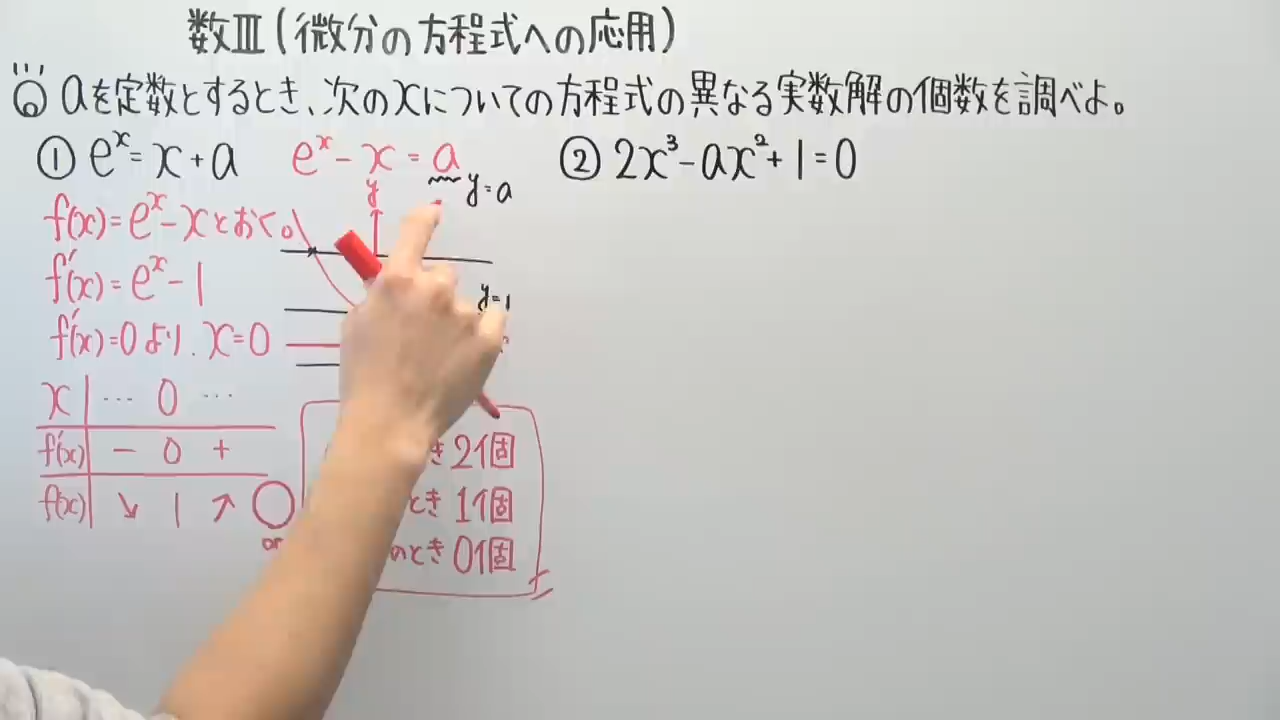 数Ⅲ(微分の方程式への応用)
Q aを定数とするとき、次のxについての方程式の異なる実数解の個数を調べよ。
① eˣ=x+a
eˣ-x=a
y=a
f(x)=eˣ-xとおく。
f'(x)=eˣ-1
f'(x)=0より、x=0
x … 0 …
f'(x) - 0 +
f(x) ↘ 1 ↗
y
y=1
き2個
とき1個
のとき0個
② 2x³-ax²+1=0